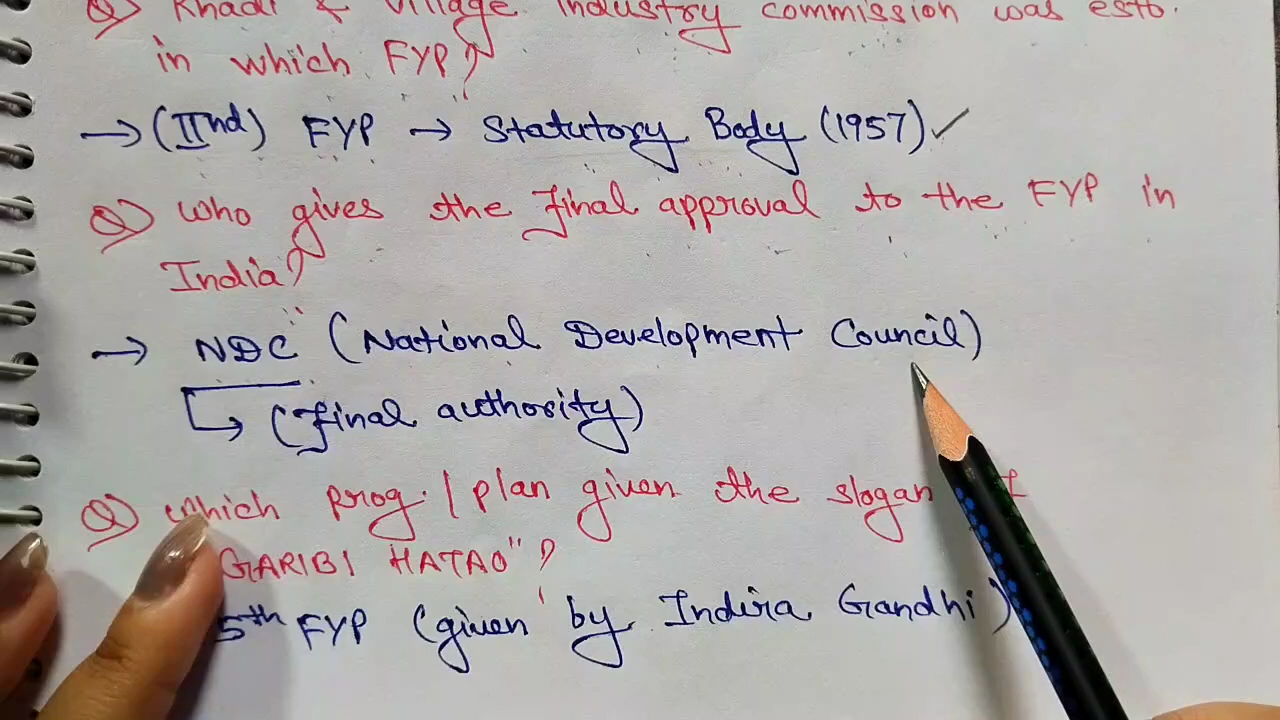 Q) Khadi & Village Industry commission was estb.
in which FYP?
→ (IInd) FYP → Statutory Body (1957) ✓
Q) Who gives the final approval to the FYP in
India?
→ NDC (National Development Council)
↳ (final authority)
Q) Which prog. / plan given the slogan
GARIBI HATAO"?
5th FYP (given by Indira Gandhi)